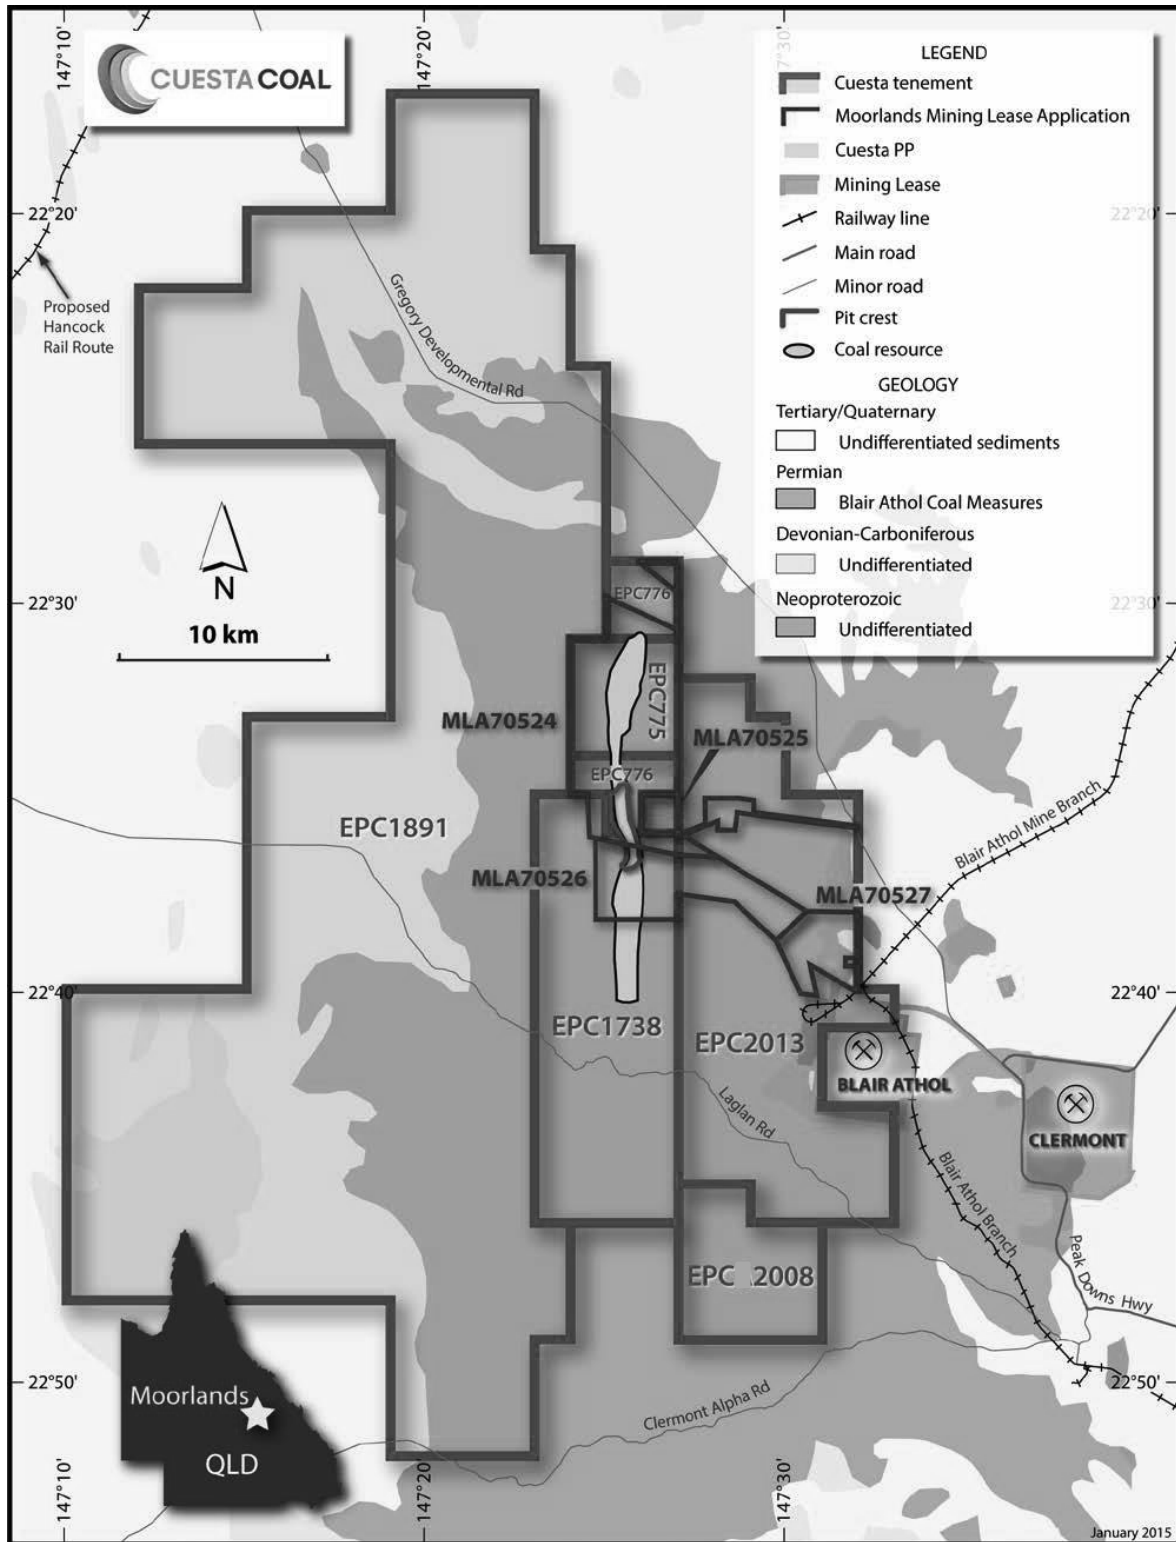 147°10'
147°20'
147°30'
CUESTA COAL
LEGEND
Cuesta tenement
Moorlands Mining Lease Application
Cuesta PP
Mining Lease
Railway line
Main road
Minor road
Pit crest
Coal resource
GEOLOGY
Tertiary/Quaternary
Undifferentiated sediments
Permian
Blair Athol Coal Measures
Devonian-Carboniferous
Undifferentiated
Neoproterozoic
Undifferentiated
22°20'
22°20'
Proposed
Hancock
Rail Route
Gregory Developmental Rd
N
10 km
22°30'
22°30'
EPC776
EPC775
MLA70524
MLA70525
EPC776
EPC1891
Blair Athol Mine Branch
MLA70526
MLA70527
22°40'
22°40'
EPC1738
EPC2013
BLAIR ATHOL
Laglan Rd
CLERMONT
Blair Athol Branch
Peak Downs Hwy
EPC 2008
22°50'
22°50'
Moorlands
QLD
Clermont Alpha Rd
147°10'
147°20'
147°30'
January 2015